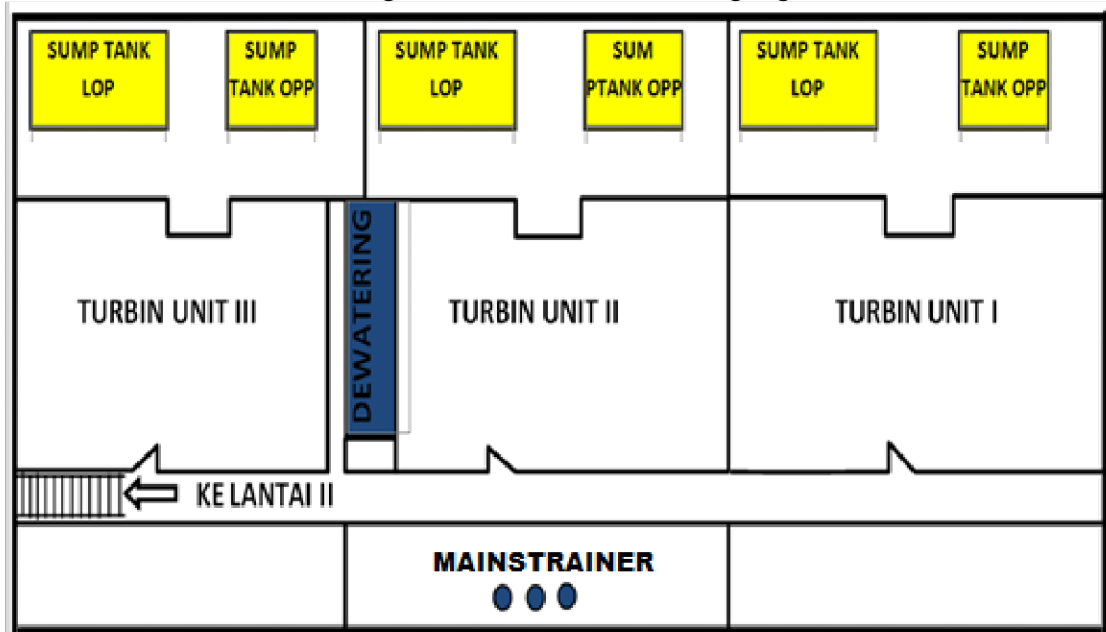 SUMP TANK
LOP
SUMP
TANK OPP
SUMP TANK
LOP
SUM
PTANK OPP
SUMP TANK
LOP
SUMP
TANK OPP
TURBIN UNIT III
DEWATERING
TURBIN UNIT II
TURBIN UNIT I
KE LANTAI II
MAINSTRAINER